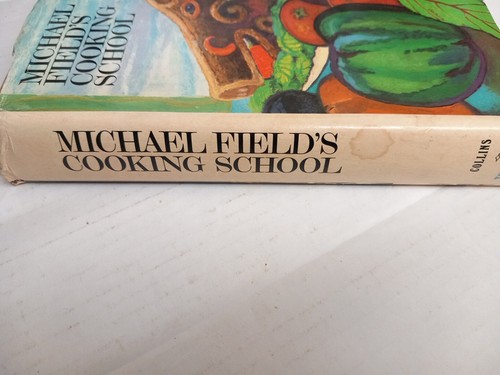 MICHAEL
FIELD'S
COOKING
SCHOOL
MICHAEL FIELD'S
COOKING SCHOOL
COLLINS